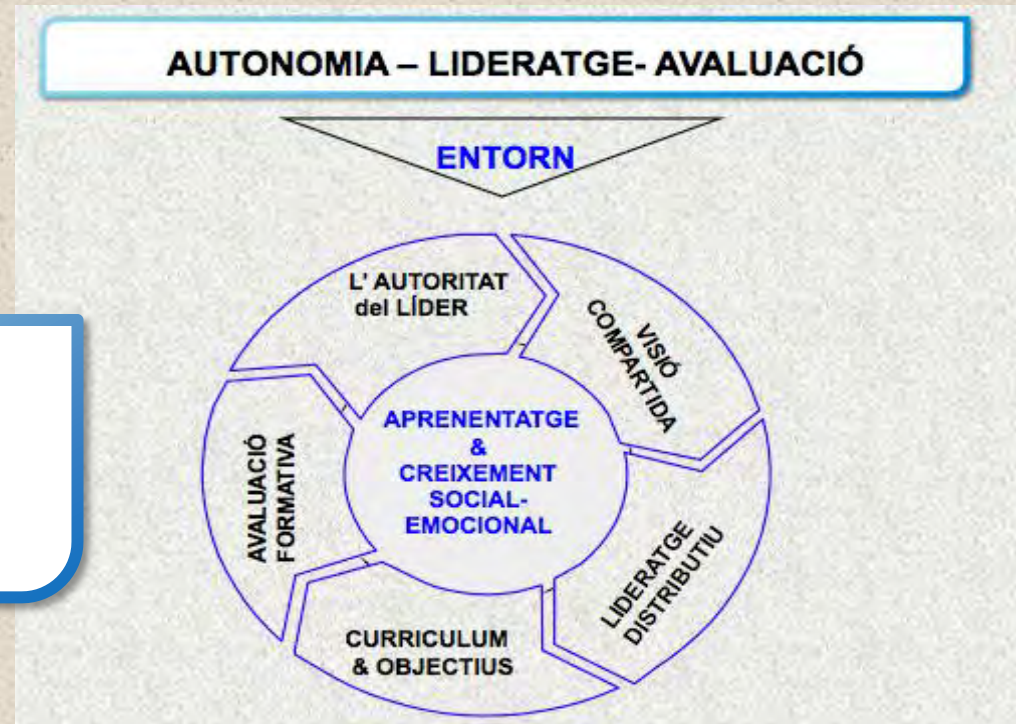 AUTONOMIA – LIDERATGE- AVALUACIÓ
ENTORN
L' AUTORITAT
del LÍDER
VISIÓ
COMPARTIDA
APRENENTATGE
&
CREIXEMENT
SOCIAL-
EMOCIONAL
AVALUACIÓ
FORMATIVA
LIDERATGE
DISTRIBUTIU
CURRICULUM
& OBJECTIUS